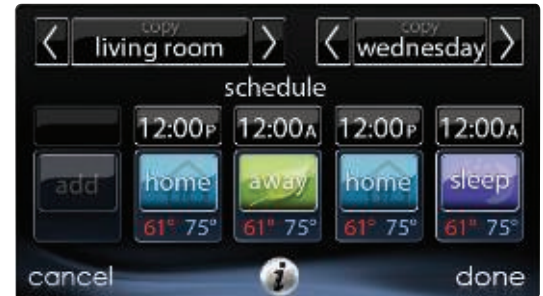 copy copy
living room wednesday
schedule
12:00P 12:00A 12:00P 12:00A
add home away home sleep
61° 75° 61° 75° 61° 75° 61° 75°
cancel i done